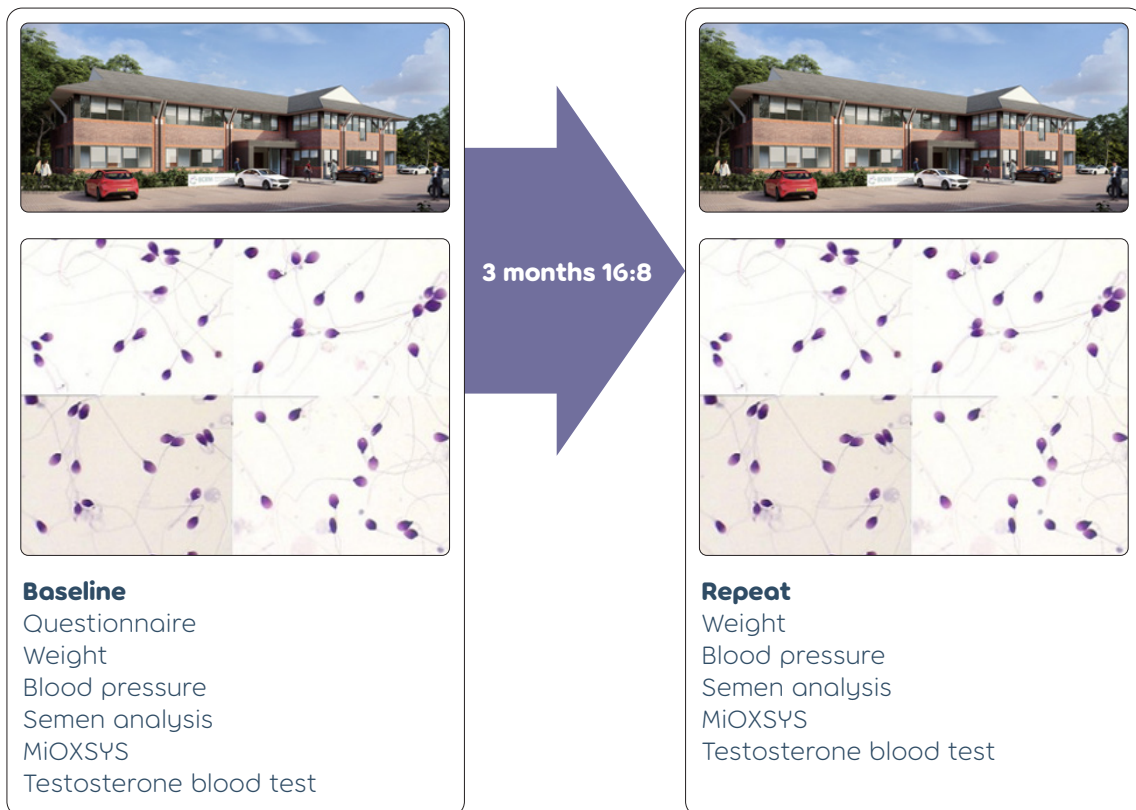 3 months 16:8
Baseline
Questionnaire
Weight
Blood pressure
Semen analysis
MiOXSYS
Testosterone blood test
Repeat
Weight
Blood pressure
Semen analysis
MiOXSYS
Testosterone blood test